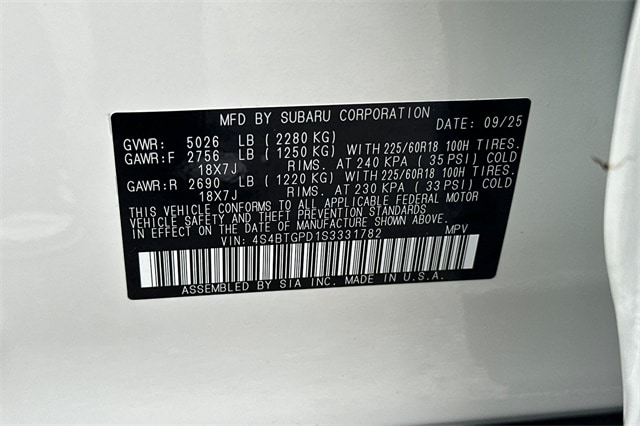 MFD BY SUBARU CORPORATION DATE: 09/25
GVWR: 5026 LB (2280 KG)
GAWR:F 2756 LB (1250 KG) WITH 225/60R18 100H TIRES.
18X7J RIMS. AT 240 KPA (35 PSI) COLD
GAWR:R 2690 LB (1220 KG) WITH 225/60R18 100H TIRES.
18X7J RIMS. AT 230 KPA (33 PSI) COLD
THIS VEHICLE CONFORMS TO ALL APPLICABLE FEDERAL MOTOR
VEHICLE SAFETY AND THEFT PREVENTION STANDARDS
IN EFFECT ON THE DATE OF MANUFACTURE SHOWN ABOVE.
VIN: 4S4BTGPD1S3331782 MPV
ASSEMBLED BY SIA INC. MADE IN U.S.A.